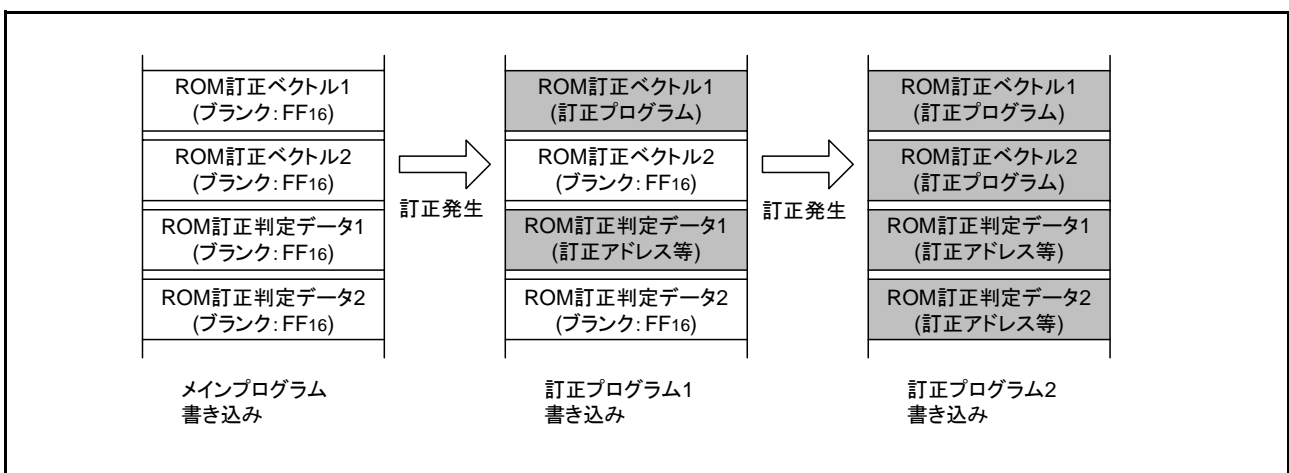 ROM訂正ベクトル1
(ブランク:FF16)
ROM訂正ベクトル2
(ブランク:FF16)
ROM訂正判定データ1
(ブランク:FF16)
ROM訂正判定データ2
(ブランク:FF16)
メインプログラム
書き込み
訂正発生
ROM訂正ベクトル1
(訂正プログラム)
ROM訂正ベクトル2
(ブランク:FF16)
ROM訂正判定データ1
(訂正アドレス等)
ROM訂正判定データ2
(ブランク:FF16)
訂正プログラム1
書き込み
訂正発生
ROM訂正ベクトル1
(訂正プログラム)
ROM訂正ベクトル2
(訂正プログラム)
ROM訂正判定データ1
(訂正アドレス等)
ROM訂正判定データ2
(訂正アドレス等)
訂正プログラム2
書き込み